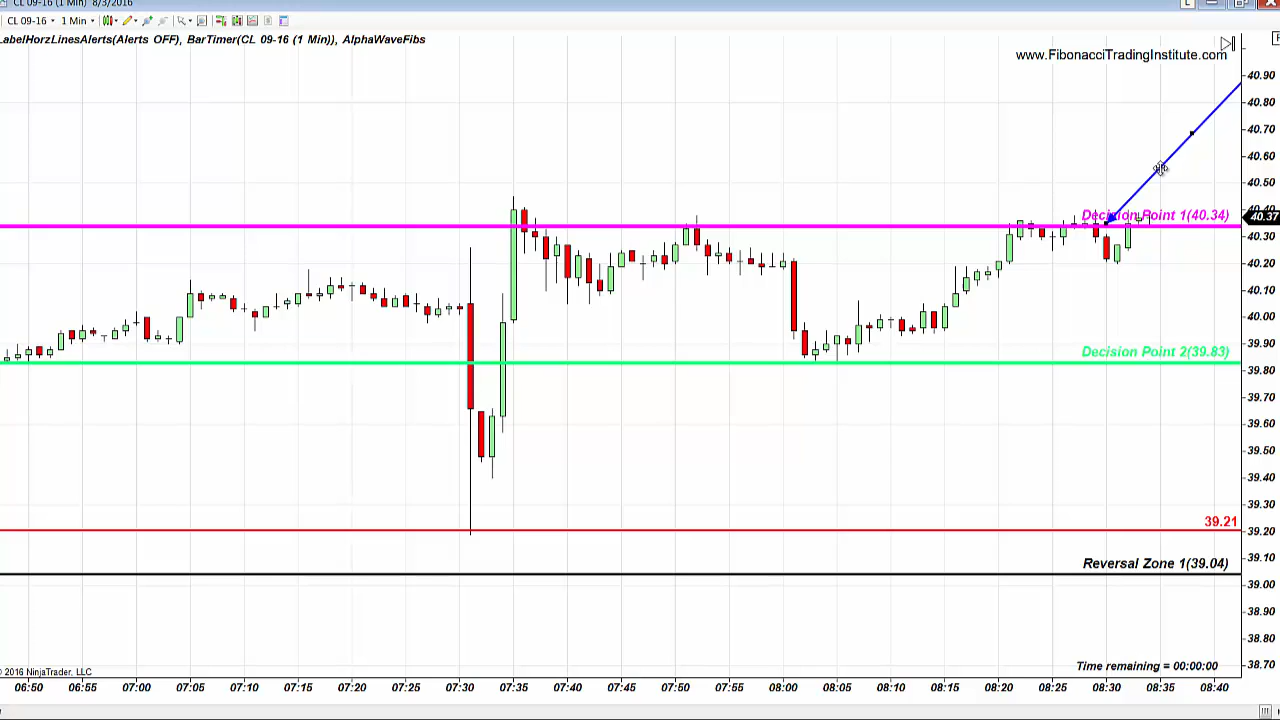 CL 09-16 (1 Min) 8/3/2016
L
CL 09-16 1 Min
LabelHorzLinesAlerts(Alerts OFF), BarTimer(CL 09-16 (1 Min)), AlphaWaveFibs
www.FibonacciTradingInstitute.com
40.90
40.80
40.70
40.60
40.50
40.40
Decision Point 1(40.34)
40.37
40.30
40.20
40.10
40.00
39.90
Decision Point 2(39.83)
39.80
39.70
39.60
39.50
39.40
39.30
39.21
39.20
39.10
Reversal Zone 1(39.04)
39.00
38.90
38.80
38.70
© 2016 NinjaTrader, LLC
Time remaining = 00:00:00
06:50 06:55 07:00 07:05 07:10 07:15 07:20 07:25 07:30 07:35 07:40 07:45 07:50 07:55 08:00 08:05 08:10 08:15 08:20 08:25 08:30 08:35 08:40